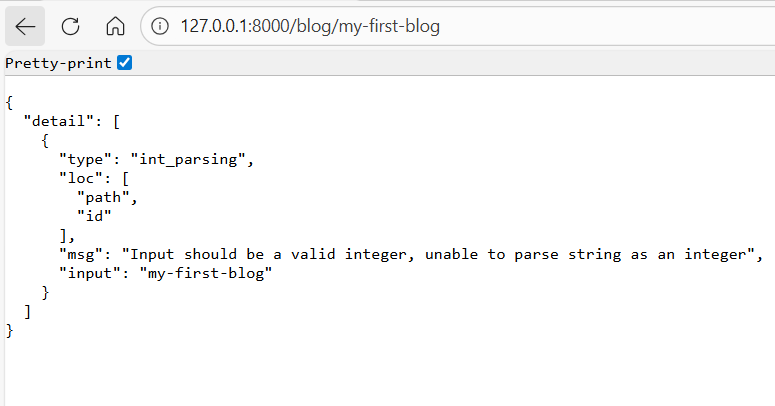 127.0.0.1:8000/blog/my-first-blog
Pretty-print
{
  "detail": [
    {
      "type": "int_parsing",
      "loc": [
        "path",
        "id"
      ],
      "msg": "Input should be a valid integer, unable to parse string as an integer",
      "input": "my-first-blog"
    }
  ]
}